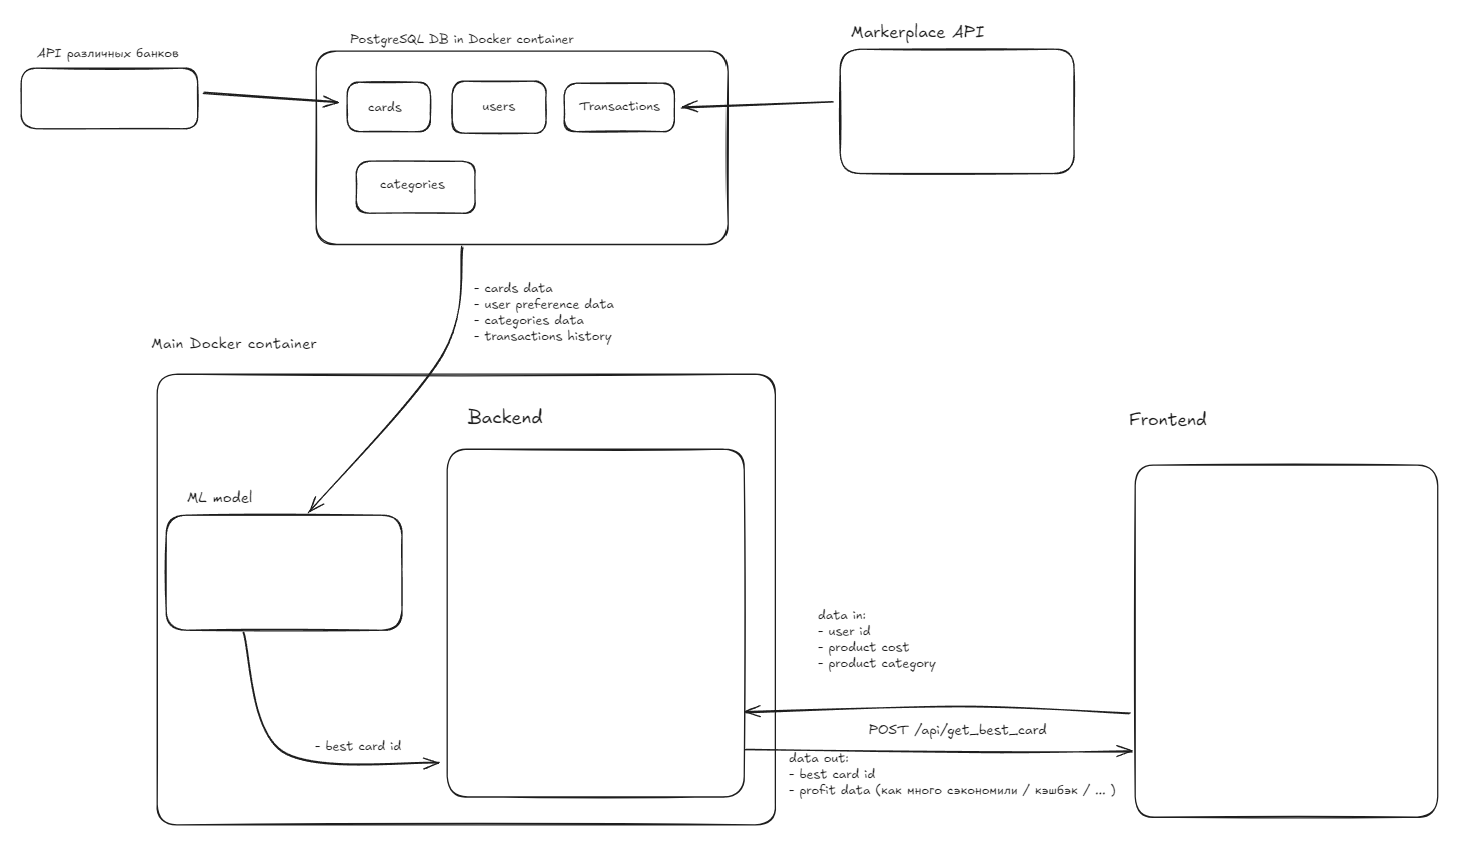 API различных банков
PostgreSQL DB in Docker container
Markerplace API
cards
users
Transactions
categories
- cards data
- user preference data
- categories data
- transactions history
Main Docker container
Backend
Frontend
ML model
data in:
- user id
- product cost
- product category
POST /api/get_best_card
- best card id
data out:
- best card id
- profit data (как много сэкономили / кэшбэк / ... )